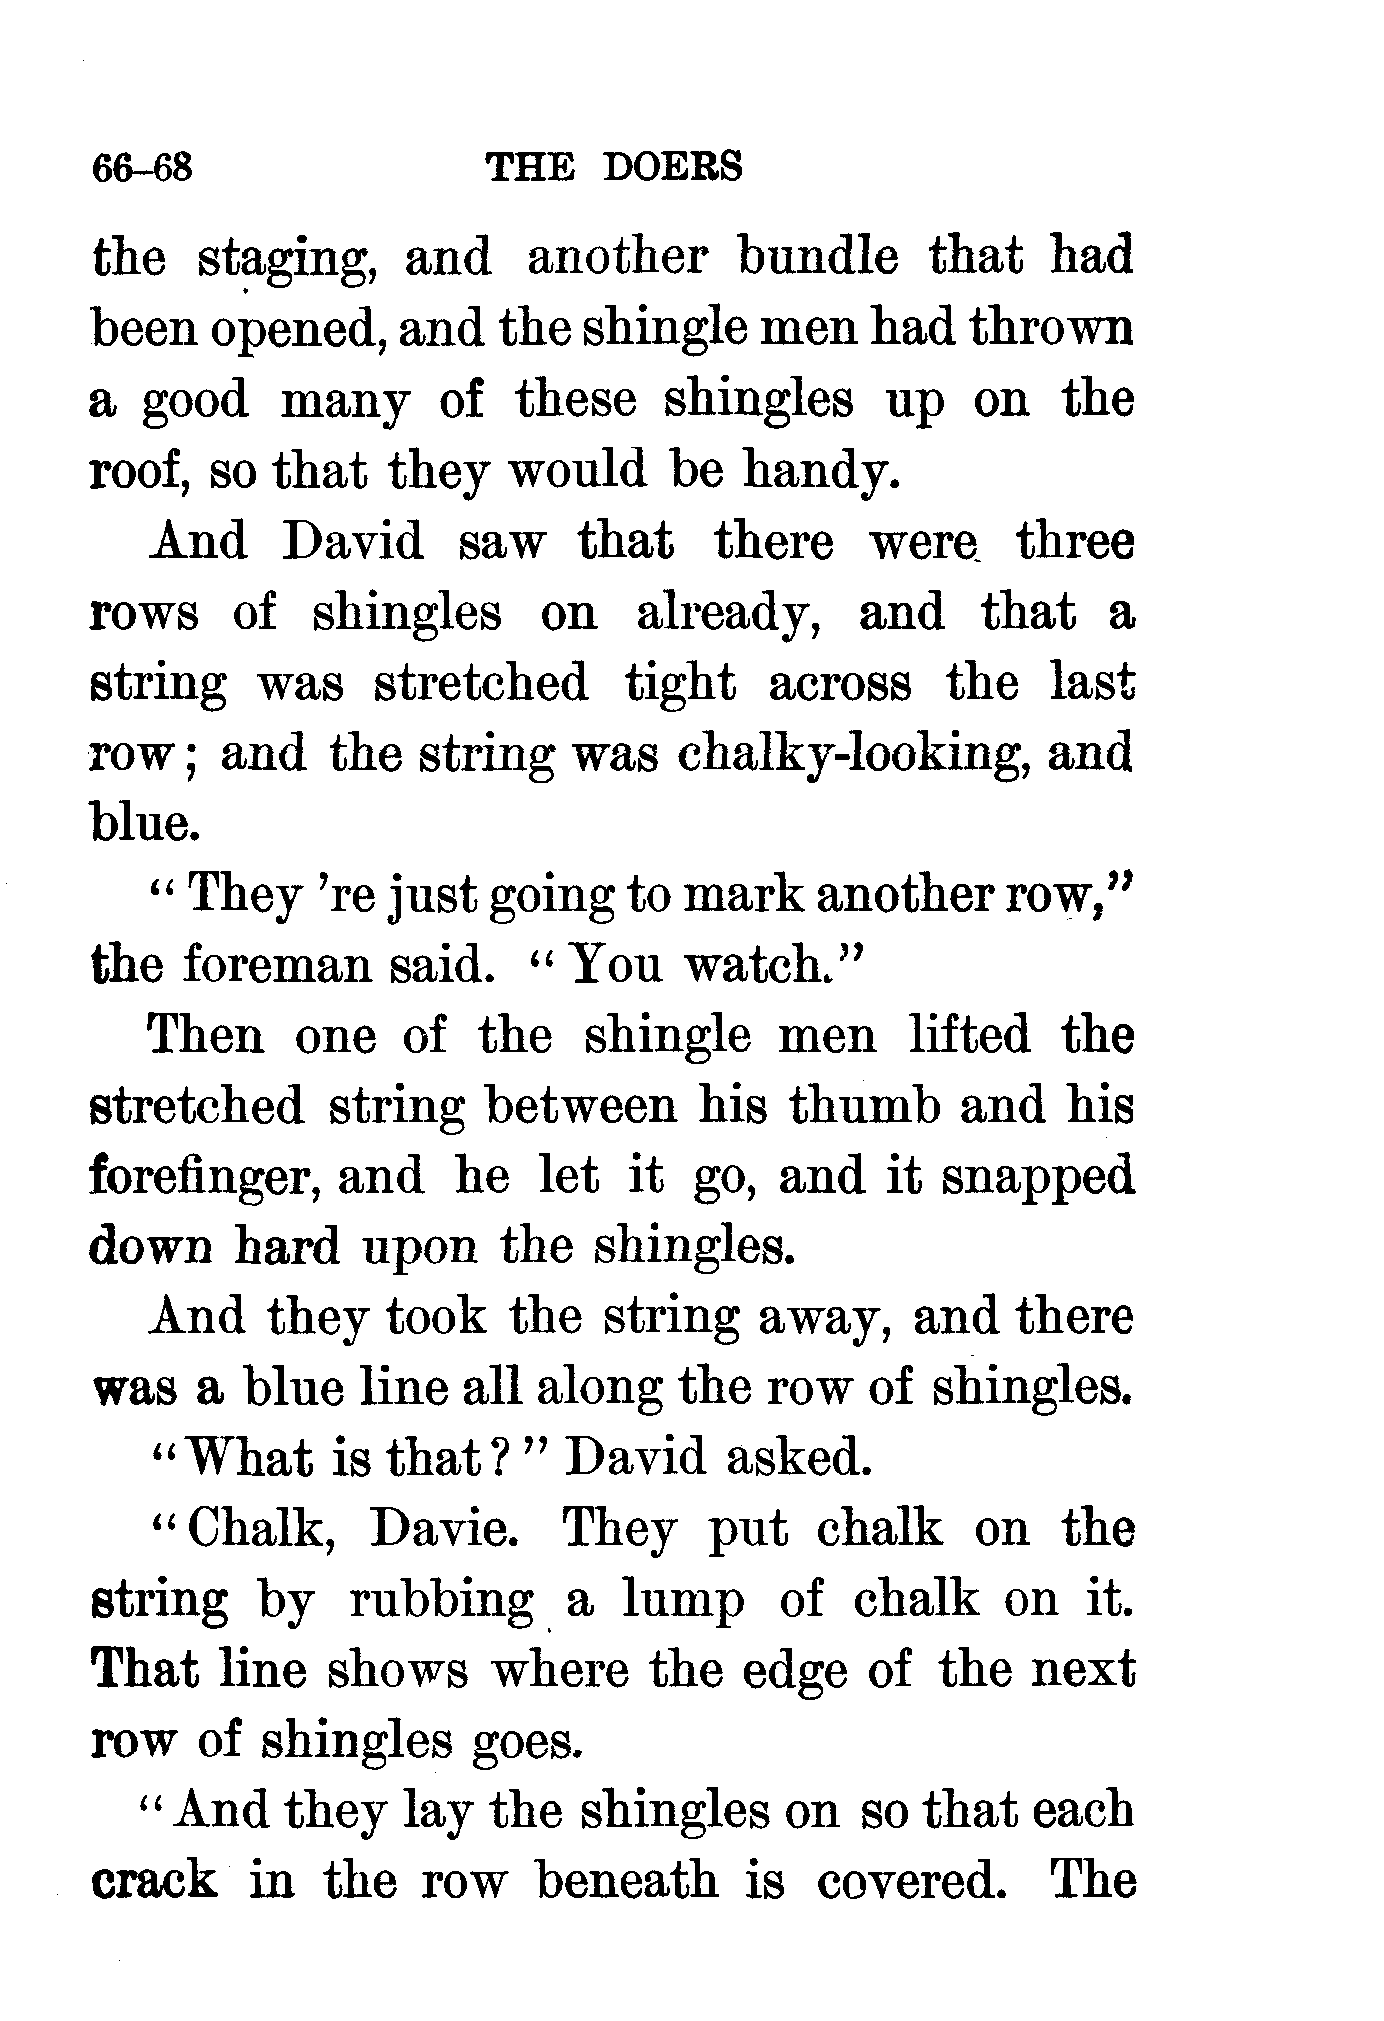 66–68 THE DOERS
the staging, and another bundle that had
been opened, and the shingle men had thrown
a good many of these shingles up on the
roof, so that they would be handy.
And David saw that there were three
rows of shingles on already, and that a
string was stretched tight across the last
row; and the string was chalky-looking, and
blue.
“They 're just going to mark another row,”
the foreman said. “You watch.”
Then one of the shingle men lifted the
stretched string between his thumb and his
forefinger, and he let it go, and it snapped
down hard upon the shingles.
And they took the string away, and there
was a blue line all along the row of shingles.
“What is that?” David asked.
“Chalk, Davie. They put chalk on the
string by rubbing a lump of chalk on it.
That line shows where the edge of the next
row of shingles goes.
“And they lay the shingles on so that each
crack in the row beneath is covered. The